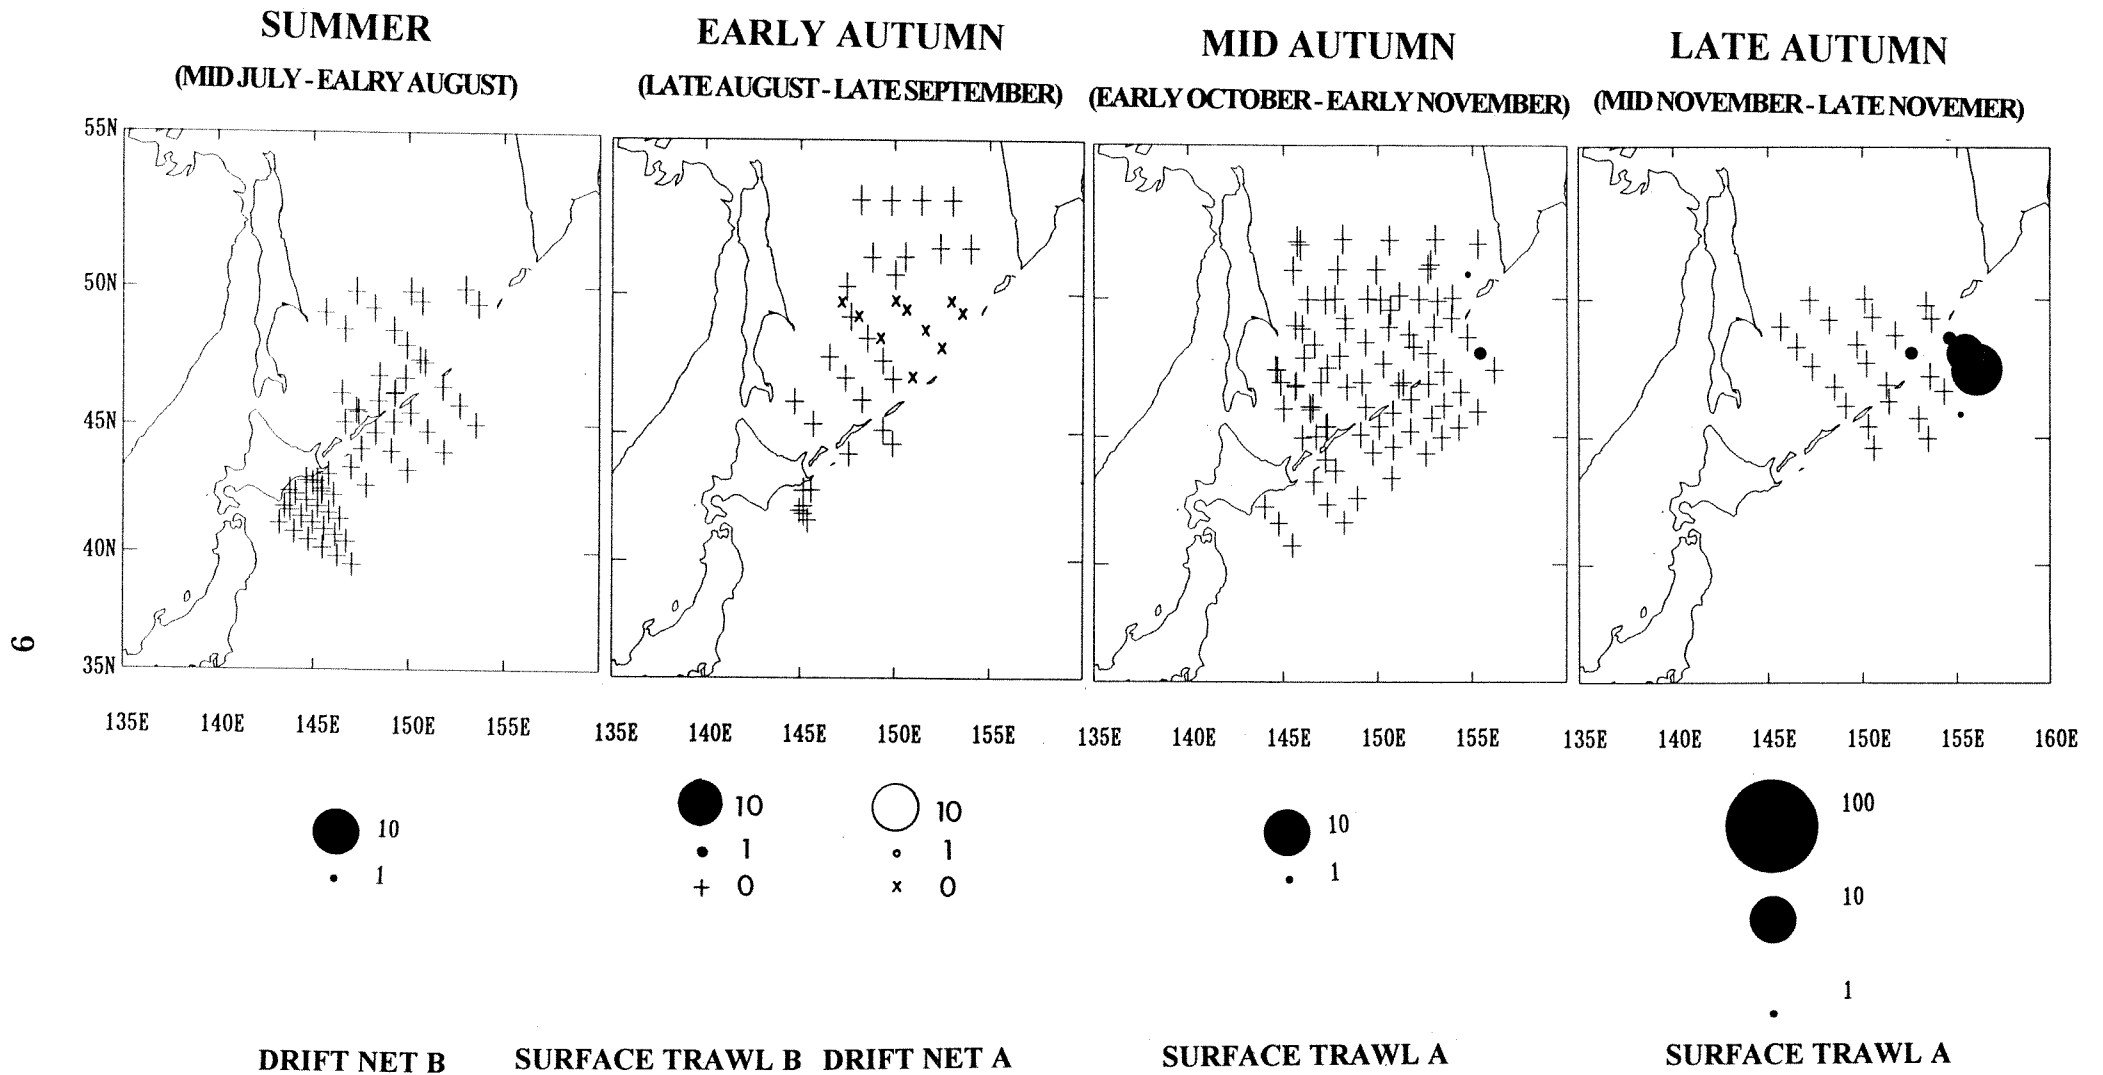 SUMMER
(MID JULY - EALRY AUGUST)
EARLY AUTUMN
(LATE AUGUST - LATE SEPTEMBER)
MID AUTUMN
(EARLY OCTOBER - EARLY NOVEMBER)
LATE AUTUMN
(MID NOVEMBER - LATE NOVEMER)
55N
50N
45N
40N
35N
135E 140E 145E 150E 155E
135E 140E 145E 150E 155E
135E 140E 145E 150E 155E
135E 140E 145E 150E 155E 160E
10
1
10
1
+ 0
10
1
x 0
10
1
100
10
1
DRIFT NET B
SURFACE TRAWL B
DRIFT NET A
SURFACE TRAWL A
SURFACE TRAWL A
9